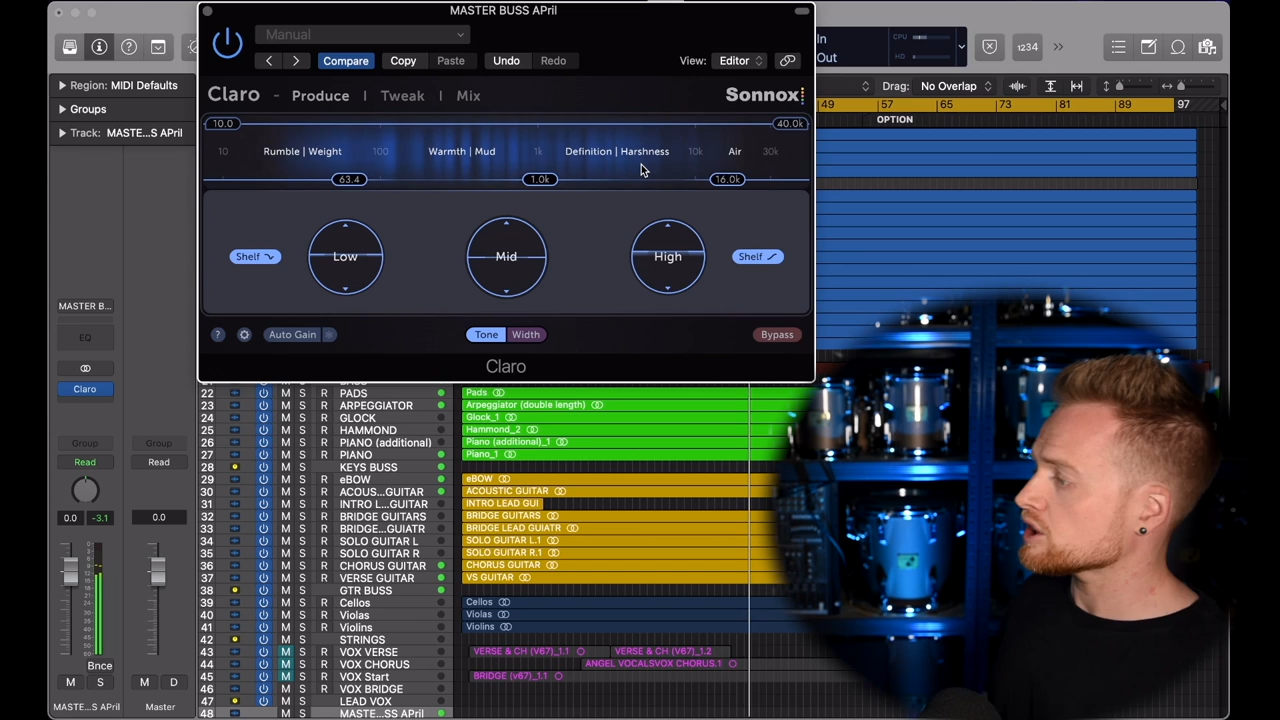 MASTER BUSS APril
Manual
Compare Copy Paste Undo Redo View: Editor
Claro - Produce | Tweak | Mix Sonnox
10.0 40.0k
10 Rumble | Weight 100 Warmth | Mud 1k Definition | Harshness 10k Air 30k
63.4 1.0k 16.0k
Shelf Low Mid High Shelf
? Auto Gain Tone Width Bypass
Claro
In
Out
CPU
HD
1234
Drag: No Overlap
49 57 65 73 81 89 97
OPTION
Region: MIDI Defaults
Groups
Track: MASTE...S APril
MASTER B...
EQ
Claro
Group Group
Read Read
0.0 -3.1 0.0
Bnce
M S M D
MASTE...S APril Master
22 PADS M S R Pads
23 ARPEGGIATOR M S R Arpeggiator (double length)
24 GLOCK M S R Glock_1
25 HAMMOND M S R Hammond_2
26 PIANO (additional) M S R Piano (additional)_1
27 PIANO M S R Piano_1
28 KEYS BUSS M S
29 eBOW M S R eBOW
30 ACOUS...GUITAR M S R ACOUSTIC GUITAR
31 INTRO L...GUITAR M S R INTRO LEAD GUI
32 BRIDGE GUITARS M S R BRIDGE GUITARS
33 BRIDGE...GUIATR M S R BRIDGE LEAD GUIATR
34 SOLO GUITAR L M S R SOLO GUITAR L.1
35 SOLO GUITAR R M S R SOLO GUITAR R.1
36 CHORUS GUITAR M S R CHORUS GUITAR
37 VERSE GUITAR M S R VS GUITAR
38 GTR BUSS M S
39 Cellos M S R Cellos
40 Violas M S R Violas
41 Violins M S R Violins
42 STRINGS M S
43 VOX VERSE M S R VERSE & CH (V67)_1.1 VERSE & CH (V67)_1.2
44 VOX CHORUS M S R ANGEL VOCALSVOX CHORUS.1
45 VOX Start M S R BRIDGE (v67)_1.1
46 VOX BRIDGE M S R
47 LEAD VOX M S
48 MASTE...SS APril M S